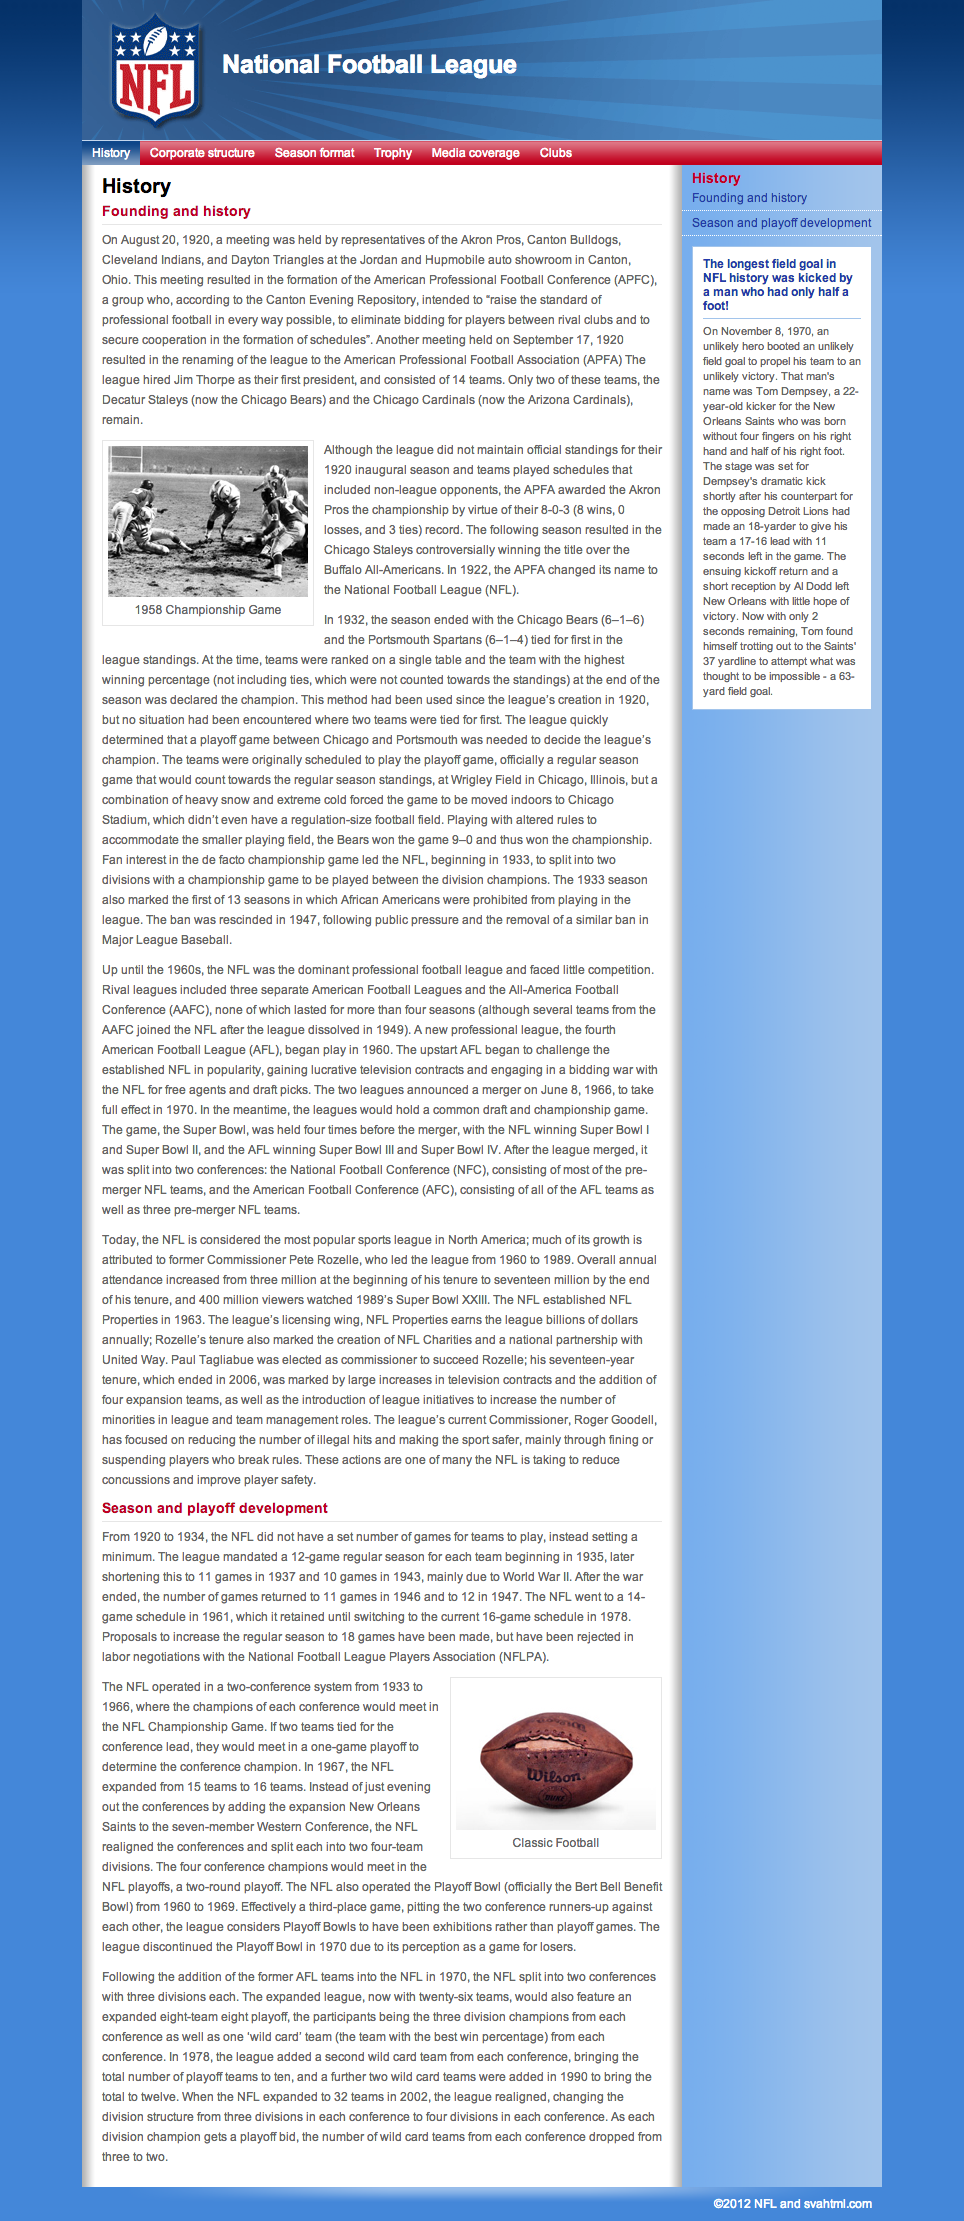 NFL
National Football League
History
Corporate structure
Season format
Trophy
Media coverage
Clubs
History
Founding and history
On August 20, 1920, a meeting was held by representatives of the Akron Pros, Canton Bulldogs,
Cleveland Indians, and Dayton Triangles at the Jordan and Hupmobile auto showroom in Canton,
Ohio. This meeting resulted in the formation of the American Professional Football Conference (APFC),
a group who, according to the Canton Evening Repository, intended to “raise the standard of
professional football in every way possible, to eliminate bidding for players between rival clubs and to
secure cooperation in the formation of schedules”. Another meeting held on September 17, 1920
resulted in the renaming of the league to the American Professional Football Association (APFA) The
league hired Jim Thorpe as their first president, and consisted of 14 teams. Only two of these teams, the
Decatur Staleys (now the Chicago Bears) and the Chicago Cardinals (now the Arizona Cardinals),
remain.
1958 Championship Game
Although the league did not maintain official standings for their
1920 inaugural season and teams played schedules that
included non-league opponents, the APFA awarded the Akron
Pros the championship by virtue of their 8-0-3 (8 wins, 0
losses, and 3 ties) record. The following season resulted in the
Chicago Staleys controversially winning the title over the
Buffalo All-Americans. In 1922, the APFA changed its name to
the National Football League (NFL).
In 1932, the season ended with the Chicago Bears (6–1–6)
and the Portsmouth Spartans (6–1–4) tied for first in the
league standings. At the time, teams were ranked on a single table and the team with the highest
winning percentage (not including ties, which were not counted towards the standings) at the end of the
season was declared the champion. This method had been used since the league’s creation in 1920,
but no situation had been encountered where two teams were tied for first. The league quickly
determined that a playoff game between Chicago and Portsmouth was needed to decide the league’s
champion. The teams were originally scheduled to play the playoff game, officially a regular season
game that would count towards the regular season standings, at Wrigley Field in Chicago, Illinois, but a
combination of heavy snow and extreme cold forced the game to be moved indoors to Chicago
Stadium, which didn’t even have a regulation-size football field. Playing with altered rules to
accommodate the smaller playing field, the Bears won the game 9–0 and thus won the championship.
Fan interest in the de facto championship game led the NFL, beginning in 1933, to split into two
divisions with a championship game to be played between the division champions. The 1933 season
also marked the first of 13 seasons in which African Americans were prohibited from playing in the
league. The ban was rescinded in 1947, following public pressure and the removal of a similar ban in
Major League Baseball.
Up until the 1960s, the NFL was the dominant professional football league and faced little competition.
Rival leagues included three separate American Football Leagues and the All-America Football
Conference (AAFC), none of which lasted for more than four seasons (although several teams from the
AAFC joined the NFL after the league dissolved in 1949). A new professional league, the fourth
American Football League (AFL), began play in 1960. The upstart AFL began to challenge the
established NFL in popularity, gaining lucrative television contracts and engaging in a bidding war with
the NFL for free agents and draft picks. The two leagues announced a merger on June 8, 1966, to take
full effect in 1970. In the meantime, the leagues would hold a common draft and championship game.
The game, the Super Bowl, was held four times before the merger, with the NFL winning Super Bowl I
and Super Bowl II, and the AFL winning Super Bowl III and Super Bowl IV. After the league merged, it
was split into two conferences: the National Football Conference (NFC), consisting of most of the pre-
merger NFL teams, and the American Football Conference (AFC), consisting of all of the AFL teams as
well as three pre-merger NFL teams.
Today, the NFL is considered the most popular sports league in North America; much of its growth is
attributed to former Commissioner Pete Rozelle, who led the league from 1960 to 1989. Overall annual
attendance increased from three million at the beginning of his tenure to seventeen million by the end
of his tenure, and 400 million viewers watched 1989’s Super Bowl XXIII. The NFL established NFL
Properties in 1963. The league’s licensing wing, NFL Properties earns the league billions of dollars
annually; Rozelle’s tenure also marked the creation of NFL Charities and a national partnership with
United Way. Paul Tagliabue was elected as commissioner to succeed Rozelle; his seventeen-year
tenure, which ended in 2006, was marked by large increases in television contracts and the addition of
four expansion teams, as well as the introduction of league initiatives to increase the number of
minorities in league and team management roles. The league’s current Commissioner, Roger Goodell,
has focused on reducing the number of illegal hits and making the sport safer, mainly through fining or
suspending players who break rules. These actions are one of many the NFL is taking to reduce
concussions and improve player safety.
Season and playoff development
From 1920 to 1934, the NFL did not have a set number of games for teams to play, instead setting a
minimum. The league mandated a 12-game regular season for each team beginning in 1935, later
shortening this to 11 games in 1937 and 10 games in 1943, mainly due to World War II. After the war
ended, the number of games returned to 11 games in 1946 and to 12 in 1947. The NFL went to a 14-
game schedule in 1961, which it retained until switching to the current 16-game schedule in 1978.
Proposals to increase the regular season to 18 games have been made, but have been rejected in
labor negotiations with the National Football League Players Association (NFLPA).
The NFL operated in a two-conference system from 1933 to
1966, where the champions of each conference would meet in
the NFL Championship Game. If two teams tied for the
conference lead, they would meet in a one-game playoff to
determine the conference champion. In 1967, the NFL
expanded from 15 teams to 16 teams. Instead of just evening
out the conferences by adding the expansion New Orleans
Saints to the seven-member Western Conference, the NFL
realigned the conferences and split each into two four-team
divisions. The four conference champions would meet in the
NFL playoffs, a two-round playoff. The NFL also operated the Playoff Bowl (officially the Bert Bell Benefit
Bowl) from 1960 to 1969. Effectively a third-place game, pitting the two conference runners-up against
each other, the league considers Playoff Bowls to have been exhibitions rather than playoff games. The
league discontinued the Playoff Bowl in 1970 due to its perception as a game for losers.
Wilson
Classic Football
Following the addition of the former AFL teams into the NFL in 1970, the NFL split into two conferences
with three divisions each. The expanded league, now with twenty-six teams, would also feature an
expanded eight-team eight playoff, the participants being the three division champions from each
conference as well as one ‘wild card’ team (the team with the best win percentage) from each
conference. In 1978, the league added a second wild card team from each conference, bringing the
total number of playoff teams to ten, and a further two wild card teams were added in 1990 to bring the
total to twelve. When the NFL expanded to 32 teams in 2002, the league realigned, changing the
division structure from three divisions in each conference to four divisions in each conference. As each
division champion gets a playoff bid, the number of wild card teams from each conference dropped from
three to two.
History
Founding and history
Season and playoff development
The longest field goal in
NFL history was kicked by
a man who had only half a
foot!
On November 8, 1970, an
unlikely hero booted an unlikely
field goal to propel his team to an
unlikely victory. That man's
name was Tom Dempsey, a 22-
year-old kicker for the New
Orleans Saints who was born
without four fingers on his right
hand and half of his right foot.
The stage was set for
Dempsey's dramatic kick
shortly after his counterpart for
the opposing Detroit Lions had
made an 18-yarder to give his
team a 17-16 lead with 11
seconds left in the game. The
ensuing kickoff return and a
short reception by Al Dodd left
New Orleans with little hope of
victory. Now with only 2
seconds remaining, Tom found
himself trotting out to the Saints'
37 yardline to attempt what was
thought to be impossible - a 63-
yard field goal.
©2012 NFL and svahtml.com